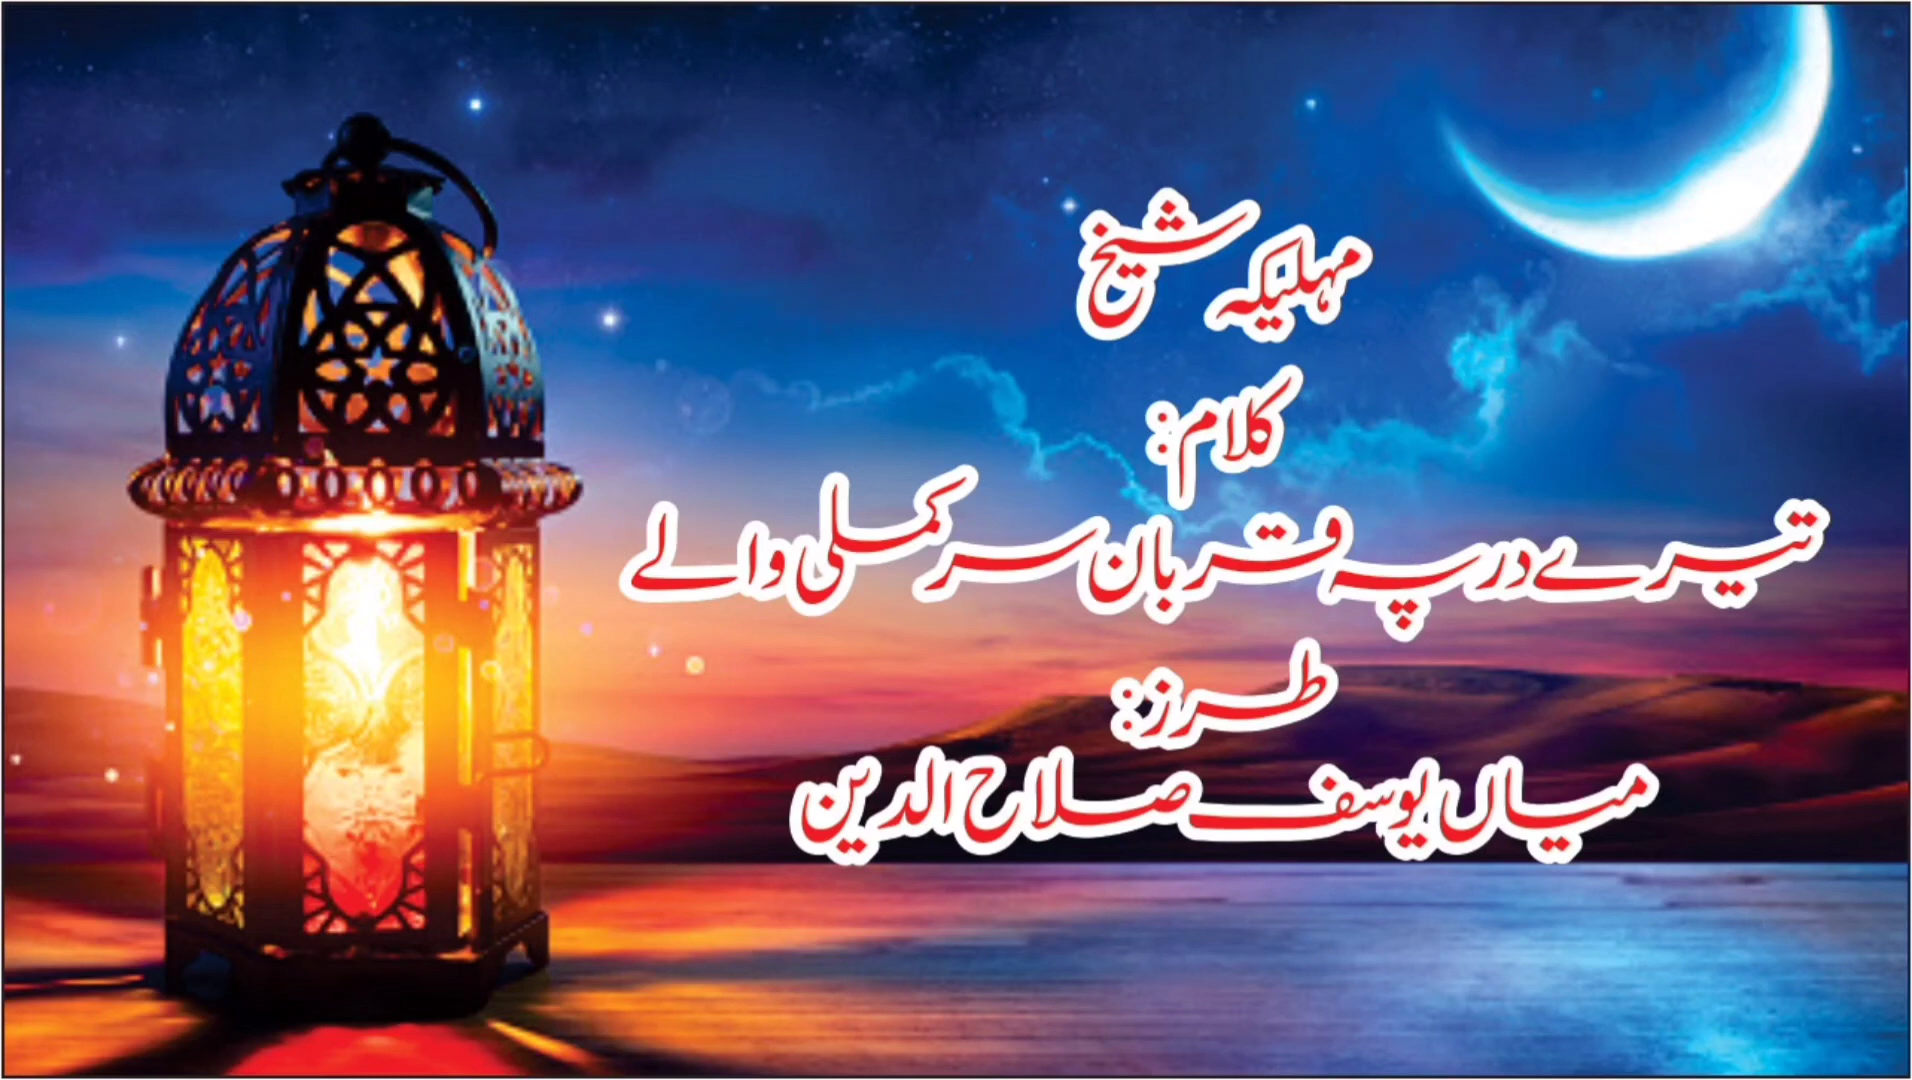 مہلیکہ شیخ
کلام:
تیرے در پہ قربان سر کملی والے
طرز:
میاں یوسف صلاح الدین